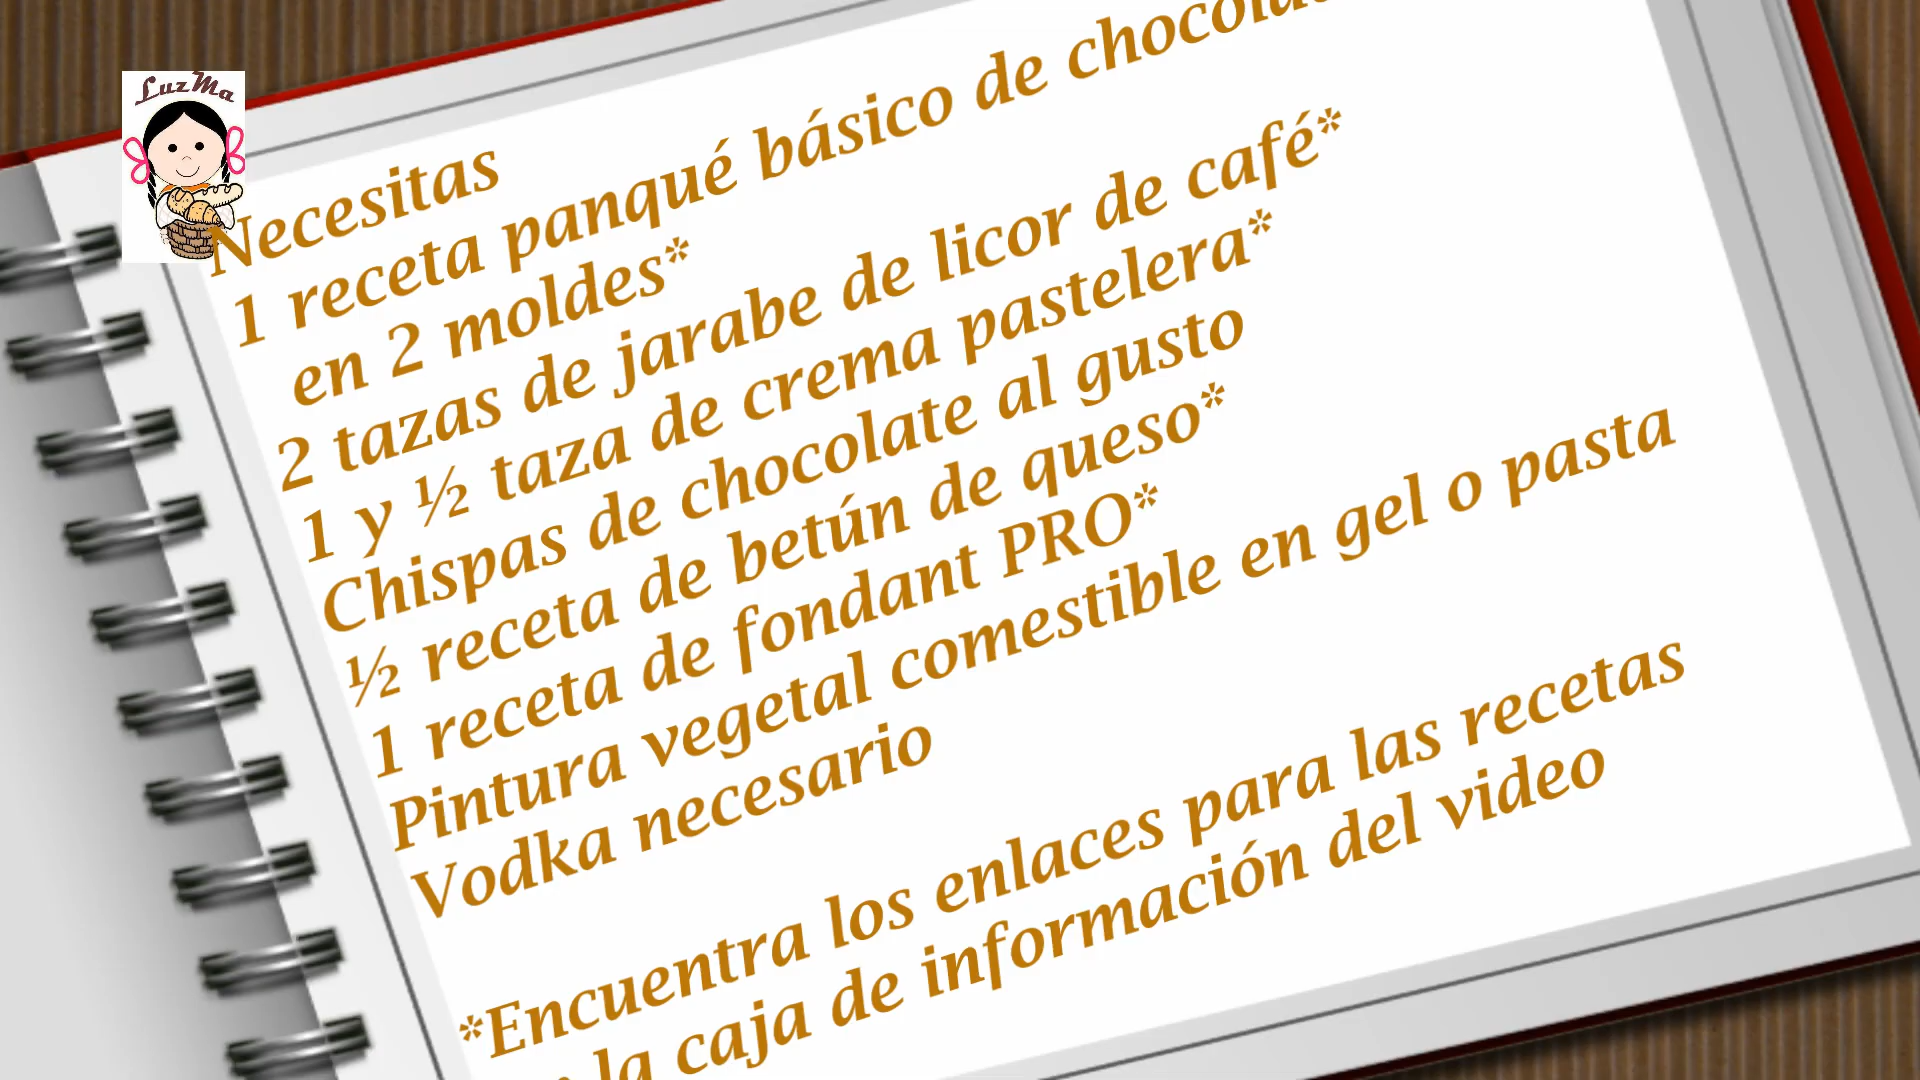 LuzMa
Necesitas
1 receta panqué básico de
en 2 moldes*
2 tazas de jarabe de licor de café*
1 y ½ taza de crema pastelera*
Chispas de chocolate al gusto
½ receta de betún de queso*
1 receta de fondant PRO*
Pintura vegetal comestible en gel o pasta
Vodka necesario
*Encuentra los enlaces para las recetas
la caja de información del video